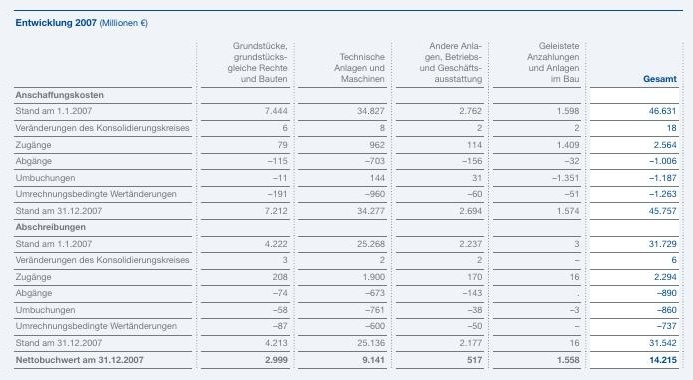 Entwicklung 2007 (Millionen €)
Grundstücke, grundstücks- gleiche Rechte und Bauten | Technische Anlagen und Maschinen | Andere Anla- gen, Betriebs- und Geschäfts- ausstattung | Geleistete Anzahlungen und Anlagen im Bau | Gesamt
Anschaffungskosten
Stand am 1.1.2007 7.444 34.827 2.762 1.598 46.631
Veränderungen des Konsolidierungskreises 6 8 2 2 18
Zugänge 79 962 114 1.409 2.564
Abgänge –115 –703 –156 –32 –1.006
Umbuchungen –11 144 31 –1.351 –1.187
Umrechnungsbedingte Wertänderungen –191 –960 –60 –51 –1.263
Stand am 31.12.2007 7.212 34.277 2.694 1.574 45.757
Abschreibungen
Stand am 1.1.2007 4.222 25.268 2.237 3 31.729
Veränderungen des Konsolidierungskreises 3 2 2 – 6
Zugänge 208 1.900 170 16 2.294
Abgänge –74 –673 –143 . –890
Umbuchungen –58 –761 –38 –3 –860
Umrechnungsbedingte Wertänderungen –87 –600 –50 – –737
Stand am 31.12.2007 4.213 25.136 2.177 16 31.542
Nettobuchwert am 31.12.2007 2.999 9.141 517 1.558 14.215